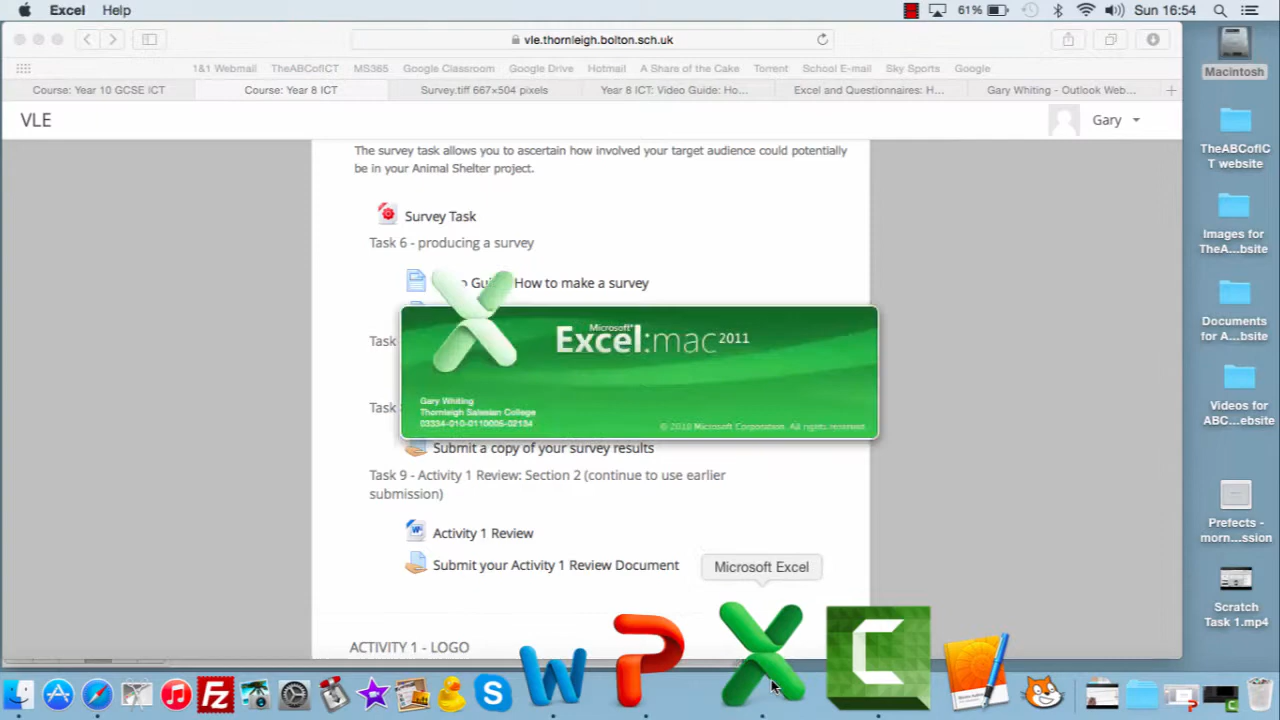 Excel Help 61% Sun 16:54
vle.thornleigh.bolton.sch.uk
1&1 Webmail TheABCofICT MS365 Google Classroom Google Drive Hotmail A Share of the Cake Torrent School E-mail Sky Sports Google
Course: Year 10 GCSE ICT Course: Year 8 ICT Survey.tiff 667×504 pixels Year 8 ICT: Video Guide: Ho... Excel and Questionnaires: H... Gary Whiting - Outlook Web... +
VLE Gary
The survey task allows you to ascertain how involved your target audience could potentially
be in your Animal Shelter project.
Survey Task
Task 6 - producing a survey
How to make a survey
Task
Microsoft
Excel:mac 2011
Gary Whiting
Thornleigh Salesian College
03334-010-0110005-02134
© 2010 Microsoft Corporation. All rights reserved.
Task
Submit a copy of your survey results
Task 9 - Activity 1 Review: Section 2 (continue to use earlier
submission)
Activity 1 Review
Submit your Activity 1 Review Document
Microsoft Excel
ACTIVITY 1 - LOGO
Macintosh
TheABCofIC
T website
Images for
TheA...bsite
Documents
for A...bsite
Videos for
ABC...ebsite
Prefects -
morn...ssion
Scratch
Task 1.mp4